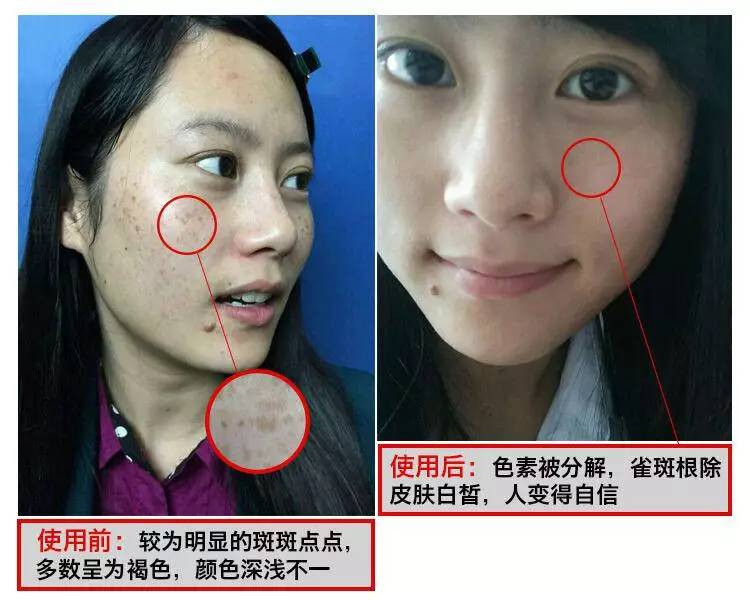 使用前：较为明显的斑斑点点，
多数呈为褐色，颜色深浅不一
使用后：色素被分解，雀斑根除
皮肤白皙，人变得自信